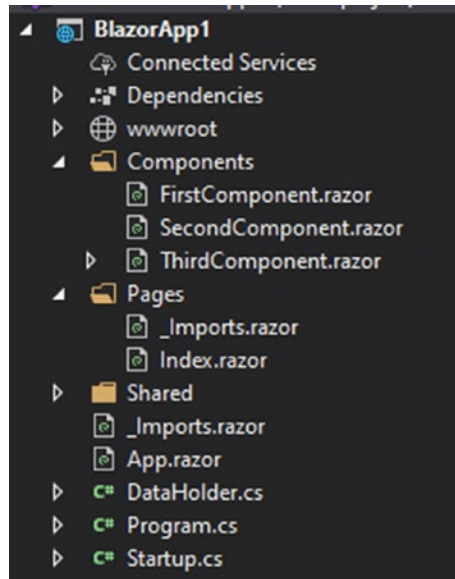 BlazorApp1
Connected Services
Dependencies
wwwroot
Components
FirstComponent.razor
SecondComponent.razor
ThirdComponent.razor
Pages
_Imports.razor
Index.razor
Shared
_Imports.razor
App.razor
C# DataHolder.cs
C# Program.cs
C# Startup.cs